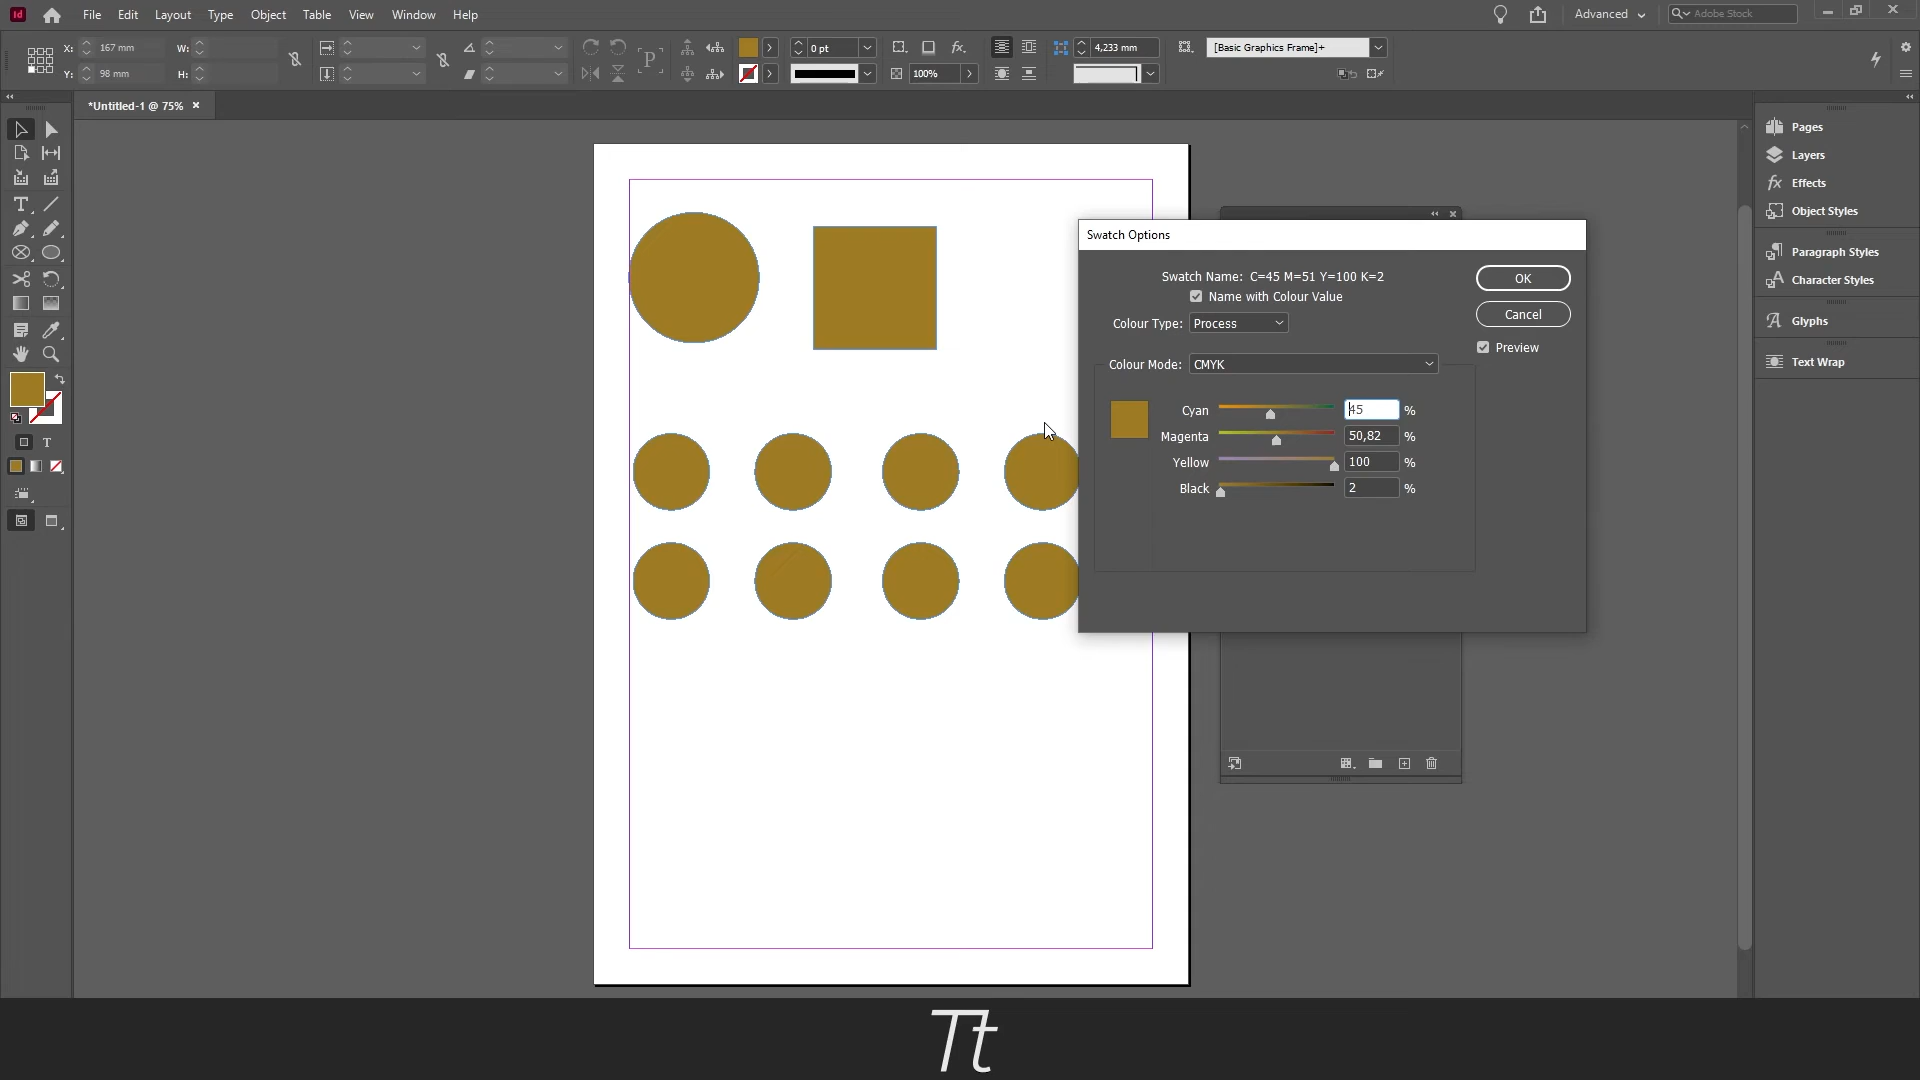 Id File Edit Layout Type Object Table View Window Help Advanced Adobe Stock
X: 167 mm W: 0 pt fx. 4,233 mm [Basic Graphics Frame]+
Y: 98 mm H: P 100%
*Untitled-1 @ 75% ×
Pages
Layers
fx Effects
Object Styles
Paragraph Styles
Character Styles
Glyphs
Text Wrap
Swatch Options
Swatch Name: C=45 M=51 Y=100 K=2
Name with Colour Value
Colour Type: Process
OK
Cancel
Preview
Colour Mode: CMYK
Cyan 45 %
Magenta 50,82 %
Yellow 100 %
Black 2 %
T
T
Tt